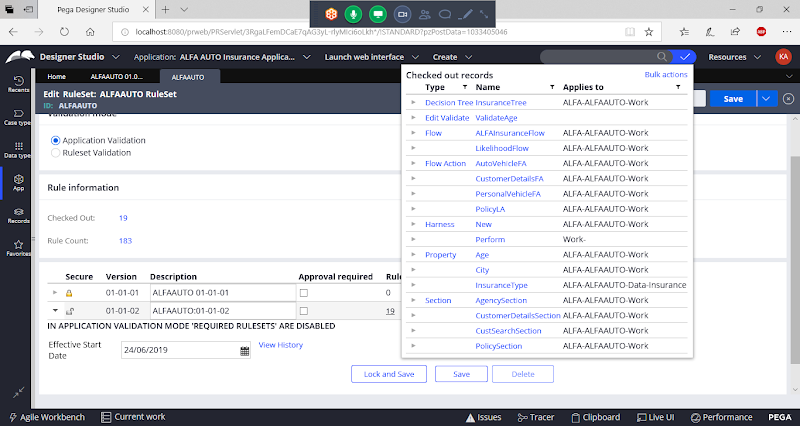 Pega Designer Studio
localhost:8080/prweb/PRServlet/3RgaLFemDCaE7qAG3yL-rlyMIci6oLkh*/!STANDARD?pzPostData=1033405046
Designer Studio
Application: ALFA AUTO Insurance Applica...
Launch web interface
Create
Resources
KA
Home
ALFAAUTO 01.0...
ALFAAUTO
Recents
Case types
Data types
App
Records
Favorites
Edit RuleSet: ALFAAUTO RuleSet
ID: ALFAAUTO
Save
Validation mode
Application Validation
Ruleset Validation
Rule information
Checked Out: 19
Rule Count: 183
Secure Version Description Approval required Rule
01-01-01 ALFAAUTO 01-01-01 0
01-01-02 ALFAAUTO:01-01-02 19
IN APPLICATION VALIDATION MODE 'REQUIRED RULESETS' ARE DISABLED
Effective Start Date 24/06/2019 View History
Lock and Save Save Delete
Checked out records Bulk actions
Type Name Applies to
Decision Tree InsuranceTree ALFA-ALFAAUTO-Work
Edit Validate ValidateAge
Flow ALFAInsuranceFlow ALFA-ALFAAUTO-Work
LikelihoodFlow ALFA-ALFAAUTO-Work
Flow Action AutoVehicleFA ALFA-ALFAAUTO-Work
CustomerDetailsFA ALFA-ALFAAUTO-Work
PersonalVehicleFA ALFA-ALFAAUTO-Work
PolicyLA ALFA-ALFAAUTO-Work
Harness New ALFA-ALFAAUTO-Work
Perform Work-
Property Age ALFA-ALFAAUTO-Work
City ALFA-ALFAAUTO-Work
InsuranceType ALFA-ALFAAUTO-Data-Insurance
Section AgencySection ALFA-ALFAAUTO-Work
CustomerDetailsSection ALFA-ALFAAUTO-Work
CustSearchSection ALFA-ALFAAUTO-Work
PolicySection ALFA-ALFAAUTO-Work
Agile Workbench
Current work
Issues
Tracer
Clipboard
Live UI
Performance
PEGA